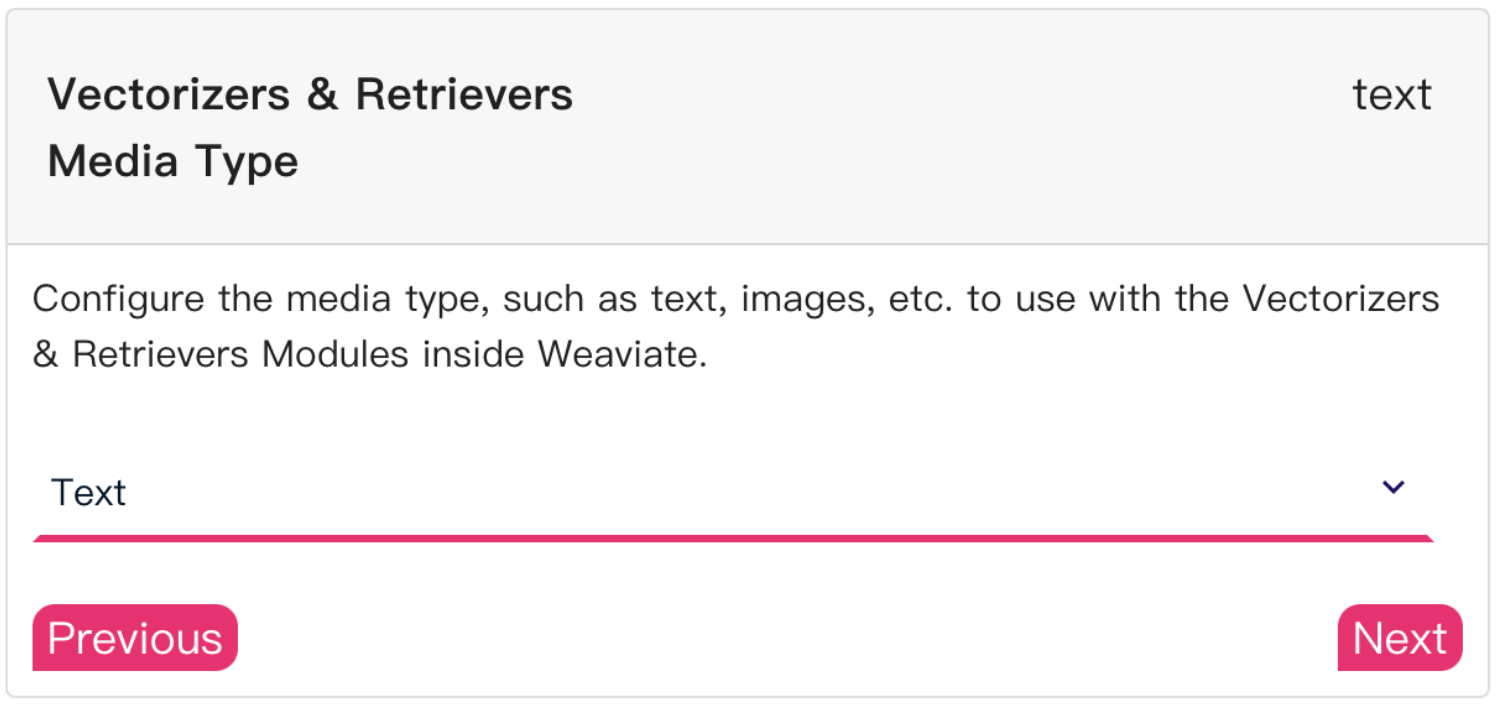 Vectorizers & Retrievers
Media Type
text
Configure the media type, such as text, images, etc. to use with the Vectorizers
& Retrievers Modules inside Weaviate.
Text
Previous
Next